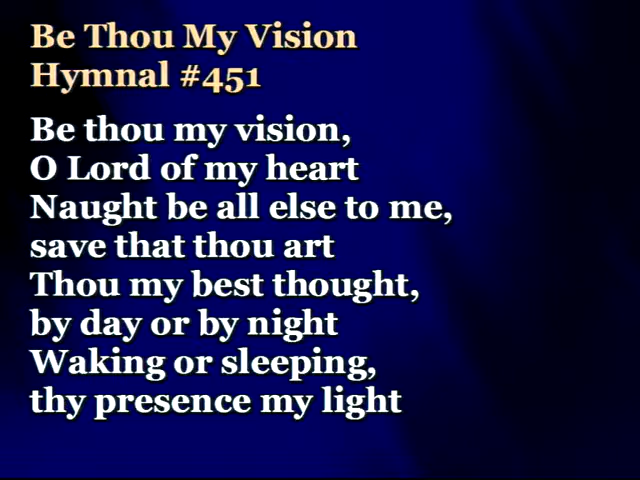 Be Thou My Vision
Hymnal #451
Be thou my vision,
O Lord of my heart
Naught be all else to me,
save that thou art
Thou my best thought,
by day or by night
Waking or sleeping,
thy presence my light